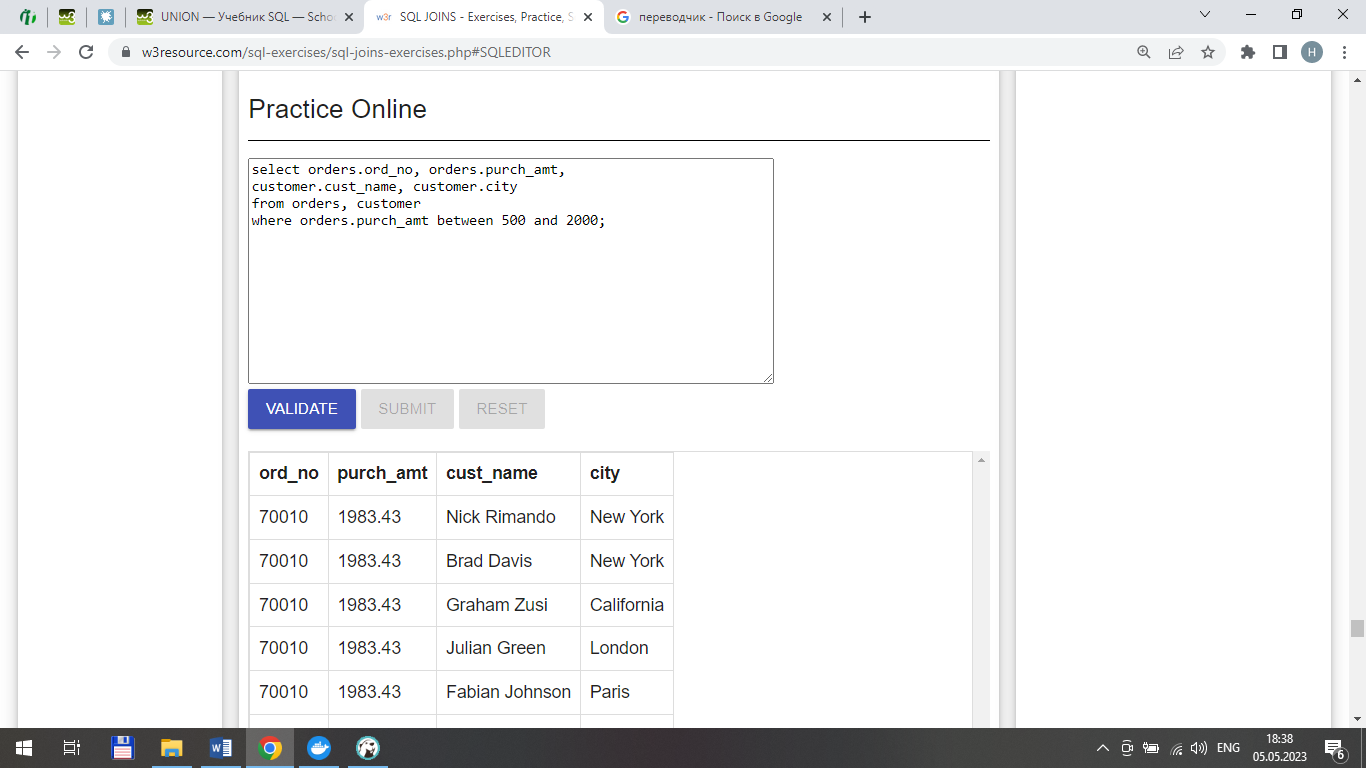 UNION — Учебник SQL — Scho
w3r SQL JOINS - Exercises, Practice, S
переводчик - Поиск в Google
w3resource.com/sql-exercises/sql-joins-exercises.php#SQLEDITOR
H
Practice Online
select orders.ord_no, orders.purch_amt,
customer.cust_name, customer.city
from orders, customer
where orders.purch_amt between 500 and 2000;
VALIDATE SUBMIT RESET
ord_no purch_amt cust_name city
70010 1983.43 Nick Rimando New York
70010 1983.43 Brad Davis New York
70010 1983.43 Graham Zusi California
70010 1983.43 Julian Green London
70010 1983.43 Fabian Johnson Paris
ENG
18:38
05.05.2023
6